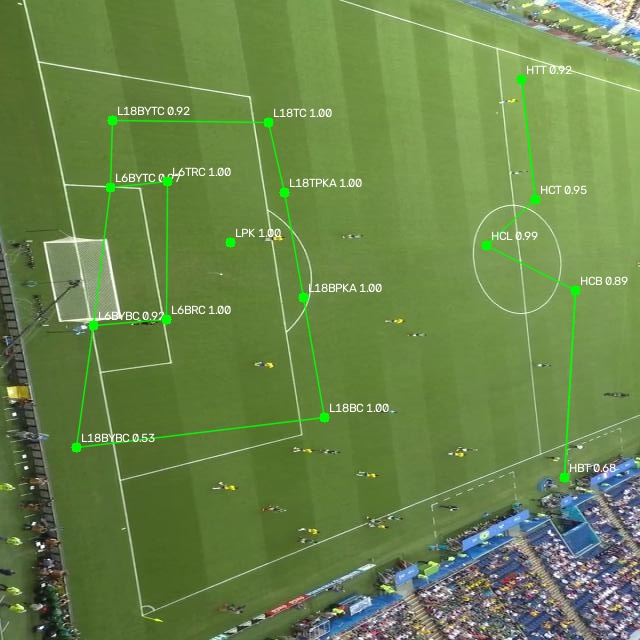 HTT 0.92
L18BYTC 0.92
L18TC 1.00
L6BYTC 0.97
L6TRC 1.00
L18TPKA 1.00
HCT 0.95
LPK 1.00
HCL 0.99
HCB 0.89
L18BPKA 1.00
L6BYBC 0.92
L6BRC 1.00
L18BC 1.00
L18BYBC 0.53
HBT 0.68